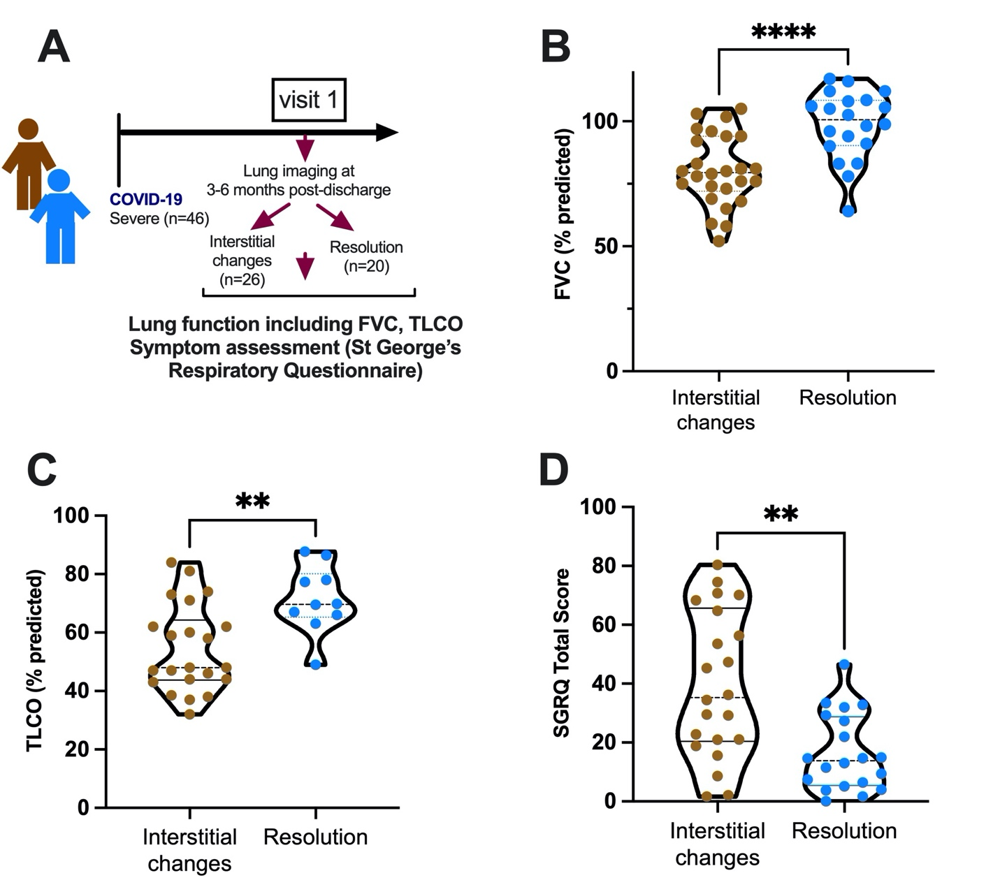 A
visit 1
COVID-19
Severe (n=46)
Lung imaging at
3-6 months post-discharge
Interstitial
changes
(n=26)
Resolution
(n=20)
Lung function including FVC, TLCO
Symptom assessment (St George’s
Respiratory Questionnaire)
B
****
FVC (% predicted)
100
50
0
Interstitial
changes
Resolution
C
**
TLCO (% predicted)
100
80
60
40
20
0
Interstitial
changes
Resolution
D
**
SGRQ Total Score
100
80
60
40
20
0
Interstitial
changes
Resolution